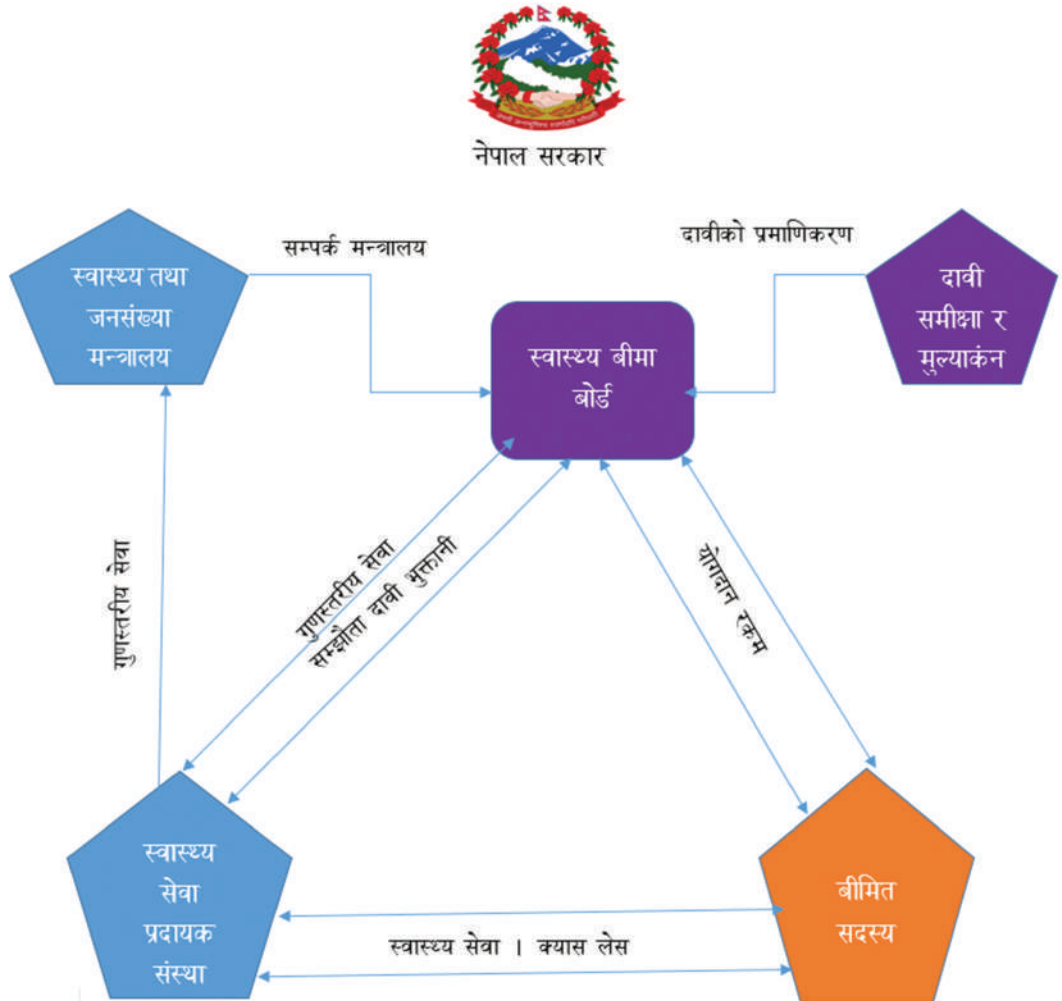 नेपाल सरकार
सम्पर्क मन्त्रालय
दावीको प्रमाणिकरण
स्वास्थ्य तथा
जनसंख्या
मन्त्रालय
स्वास्थ्य बीमा
बोर्ड
दावी
समीक्षा र
मुल्याकंन
गुणस्तरीय सेवा
गुणस्तरीय सेवा
सम्झौता दावी भुक्तानी
योगदान रकम
स्वास्थ्य
सेवा
प्रदायक
संस्था
स्वास्थ्य सेवा । क्यास लेस
बीमित
सदस्य